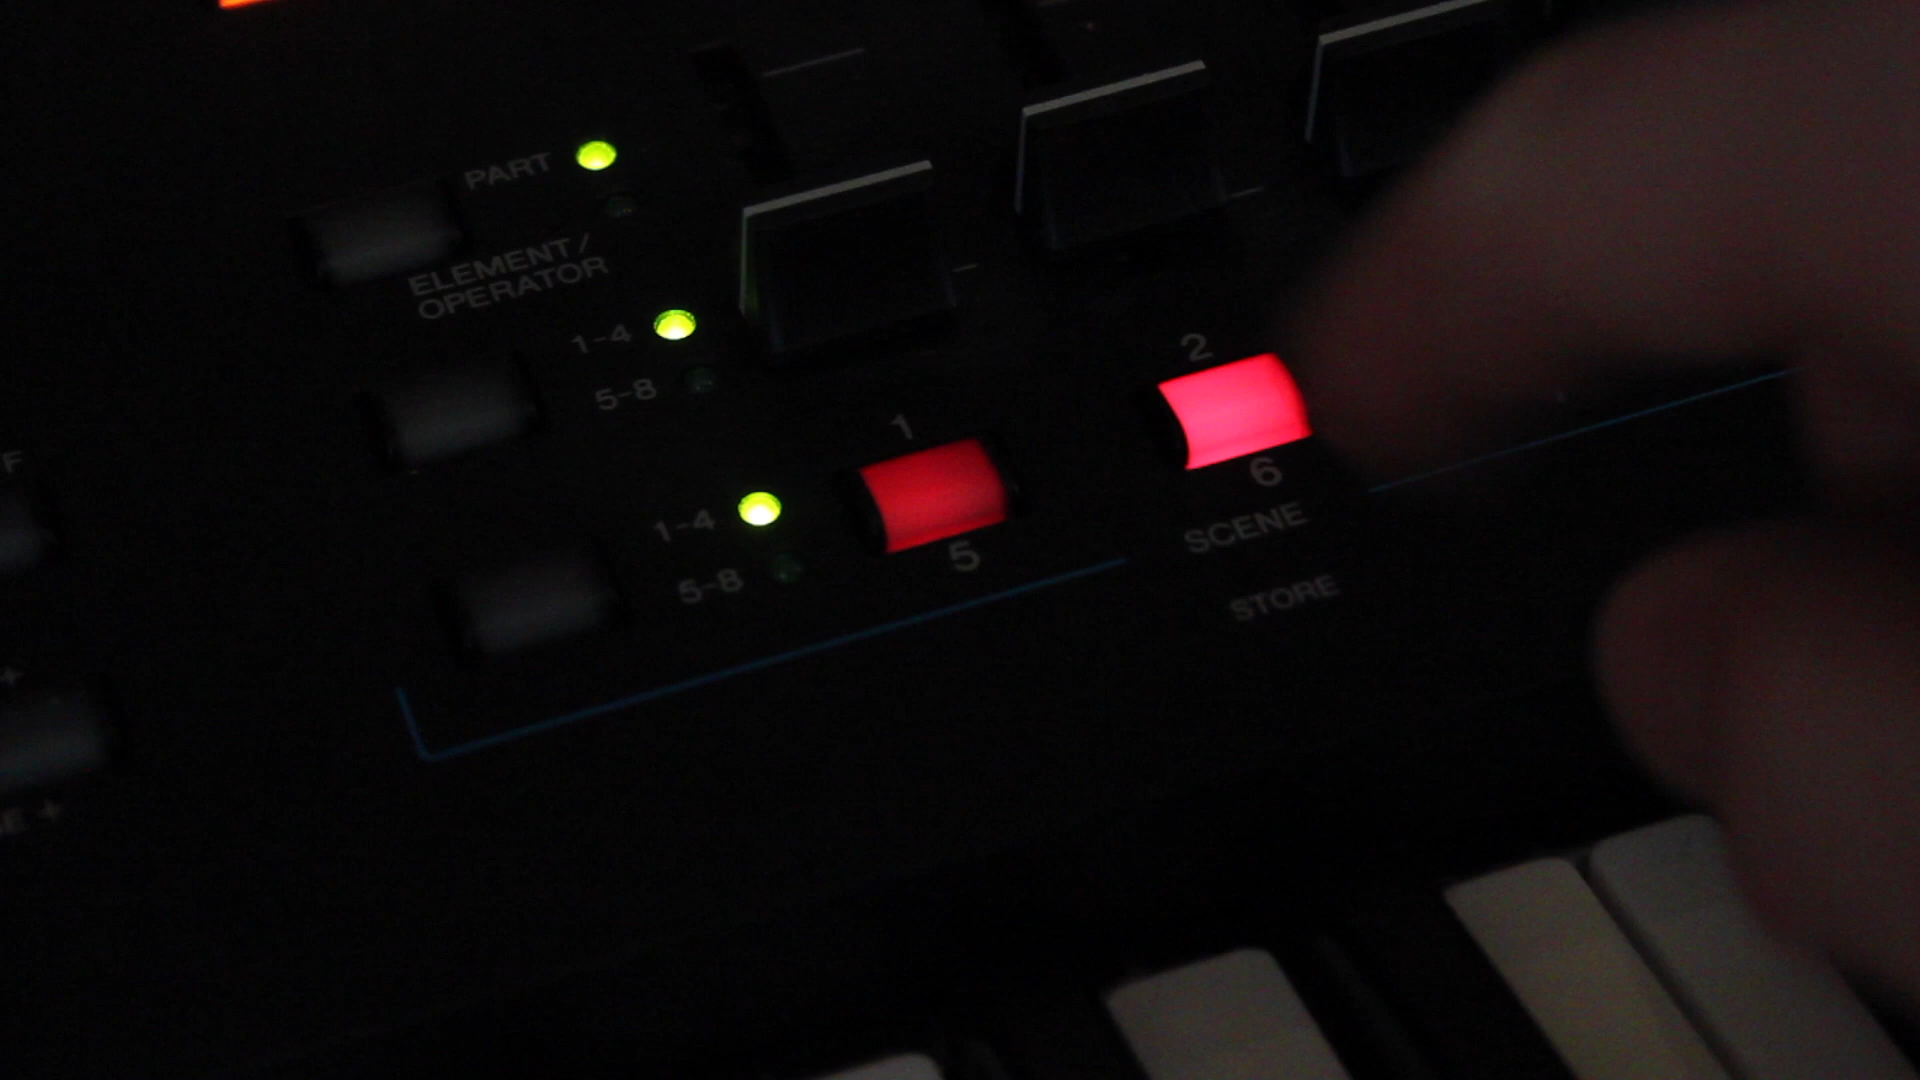 PART
ELEMENT/
OPERATOR
1-4
5-8
F
1-4
5-8
1
5
2
6
SCENE
STORE
+
E +